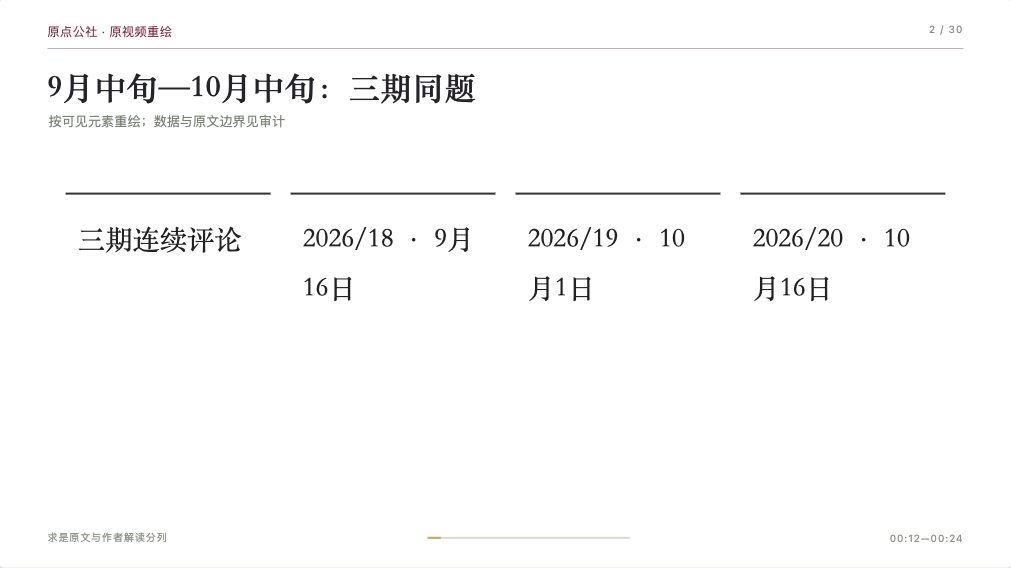 原点公社 · 原视频重绘
2 / 30
9月中旬—10月中旬：三期同题
按可见元素重绘；数据与原文边界见审计
三期连续评论
2026/18 · 9月
16日
2026/19 · 10
月1日
2026/20 · 10
月16日
求是原文与作者解读分列
00:12—00:24